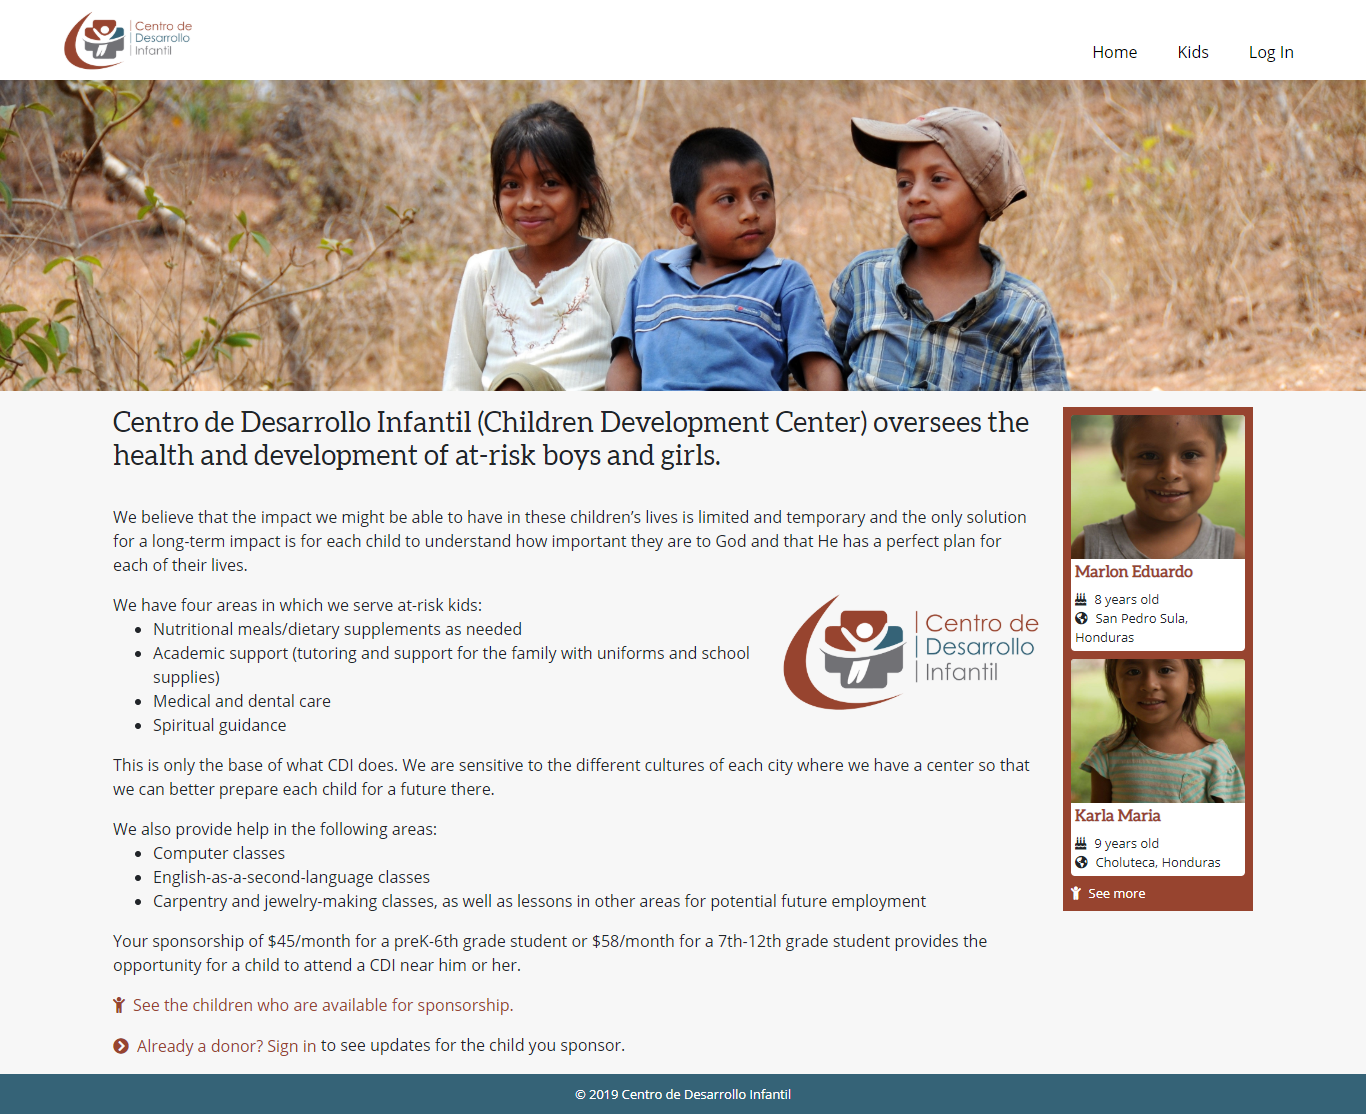 Centro de
Desarrollo
Infantil
Home
Kids
Log In
Centro de Desarrollo Infantil (Children Development Center) oversees the
health and development of at-risk boys and girls.
We believe that the impact we might be able to have in these children’s lives is limited and temporary and the only solution
for a long-term impact is for each child to understand how important they are to God and that He has a perfect plan for
each of their lives.
We have four areas in which we serve at-risk kids:
Nutritional meals/dietary supplements as needed
Academic support (tutoring and support for the family with uniforms and school
supplies)
Medical and dental care
Spiritual guidance
Centro de
Desarrollo
Infantil
This is only the base of what CDI does. We are sensitive to the different cultures of each city where we have a center so that
we can better prepare each child for a future there.
We also provide help in the following areas:
Computer classes
English-as-a-second-language classes
Carpentry and jewelry-making classes, as well as lessons in other areas for potential future employment
Your sponsorship of $45/month for a preK-6th grade student or $58/month for a 7th-12th grade student provides the
opportunity for a child to attend a CDI near him or her.
See the children who are available for sponsorship.
Already a donor? Sign in to see updates for the child you sponsor.
Marlon Eduardo
8 years old
San Pedro Sula,
Honduras
Karla Maria
9 years old
Choluteca, Honduras
See more
© 2019 Centro de Desarrollo Infantil